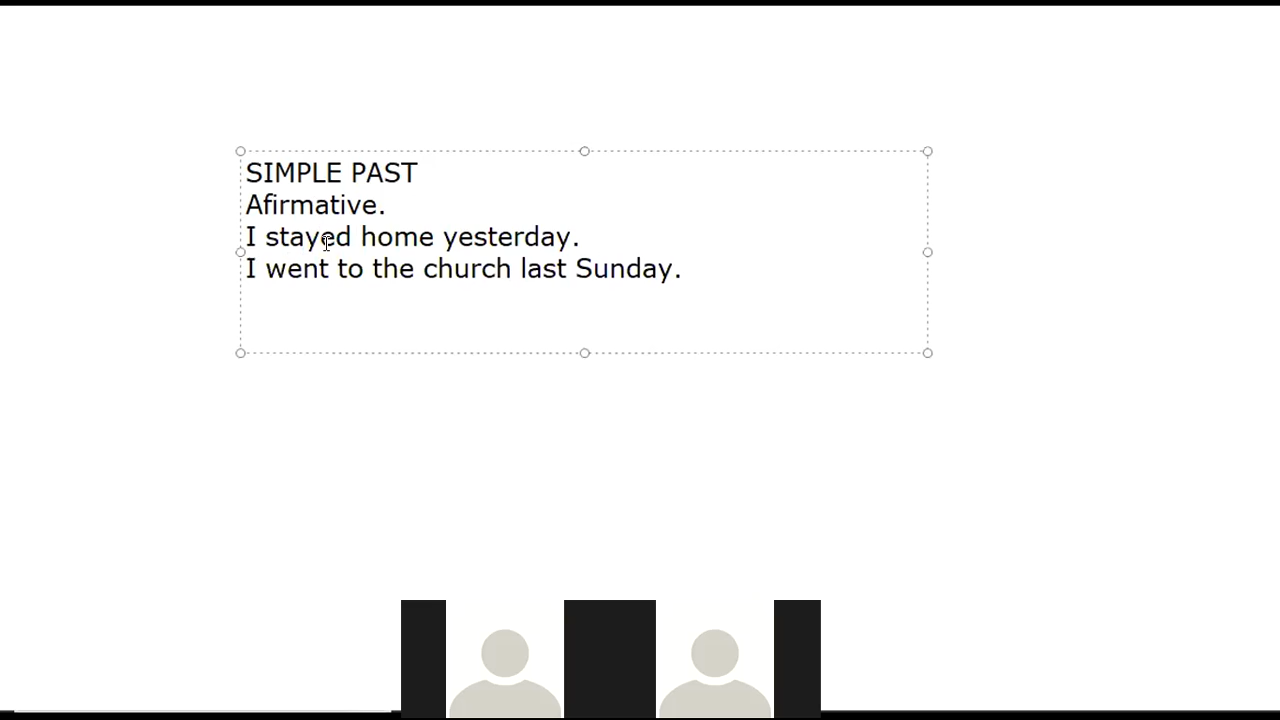 SIMPLE PAST
Afirmative.
I stayed home yesterday.
I went to the church last Sunday.